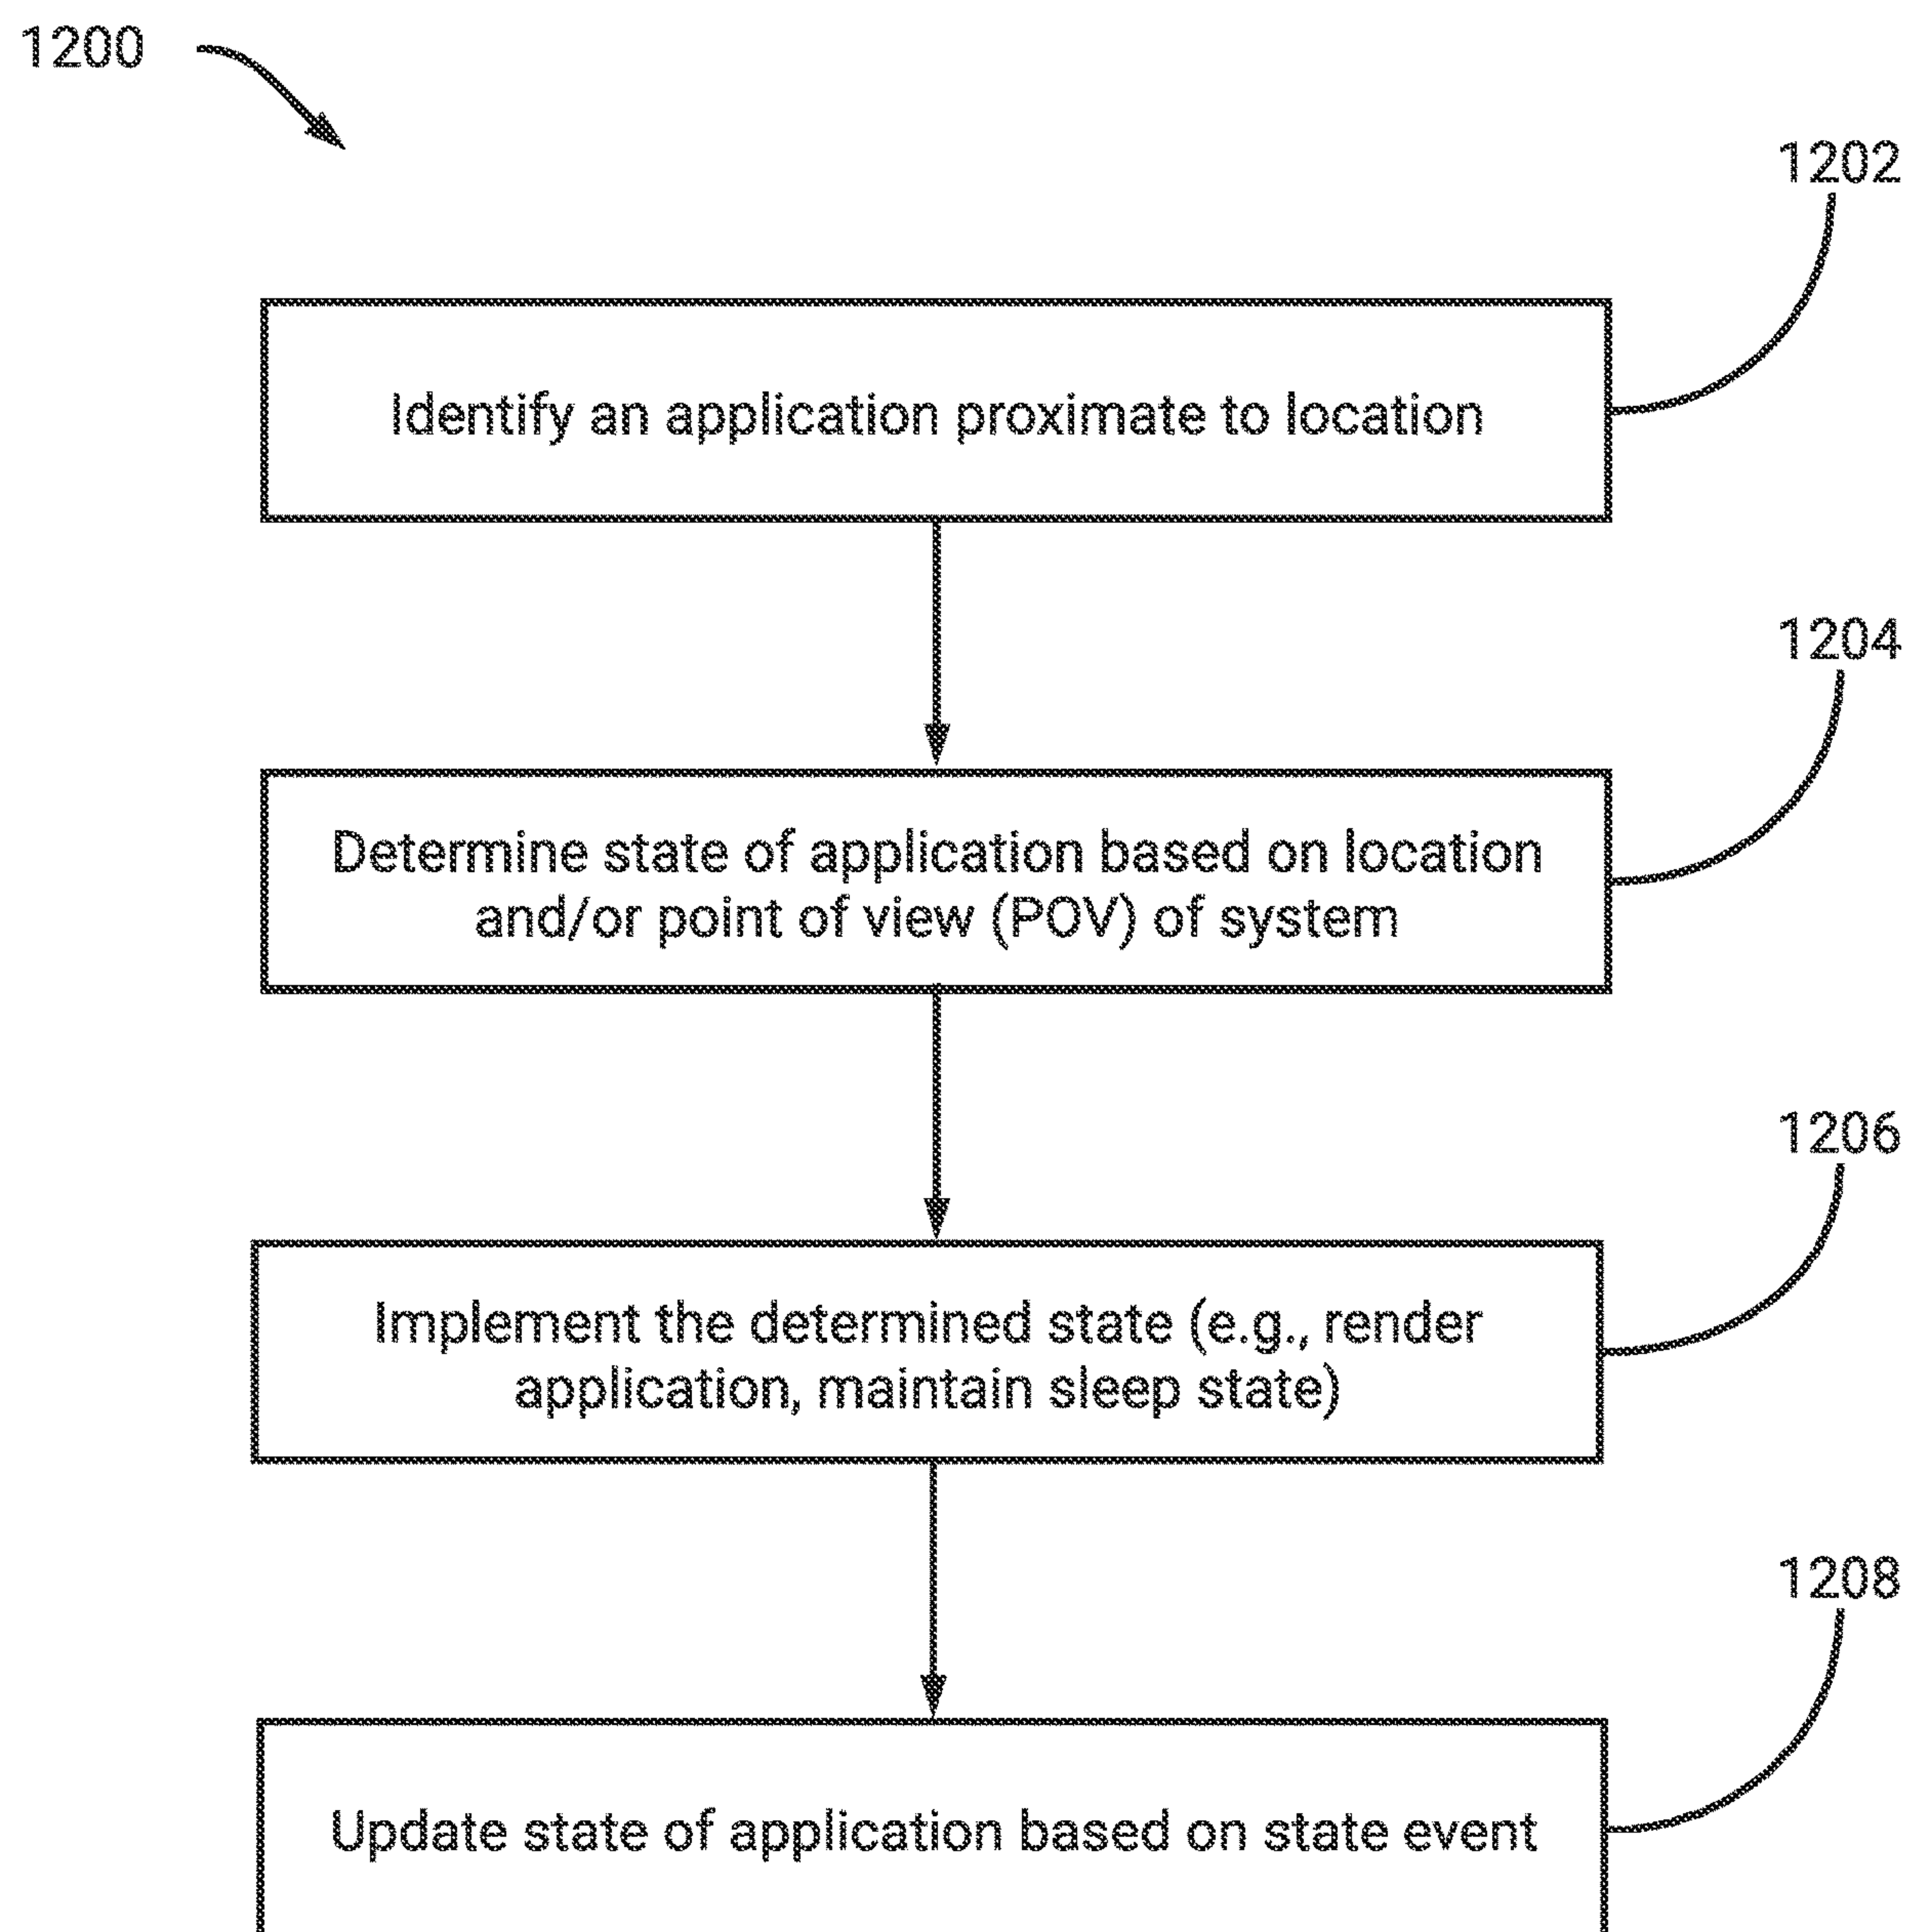 1200
1202
Identify an application proximate to location
1204
Determine state of application based on location
and/or point of view (POV) of system
1206
Implement the determined state (e.g., render
application, maintain sleep state)
1208
Update state of application based on state event